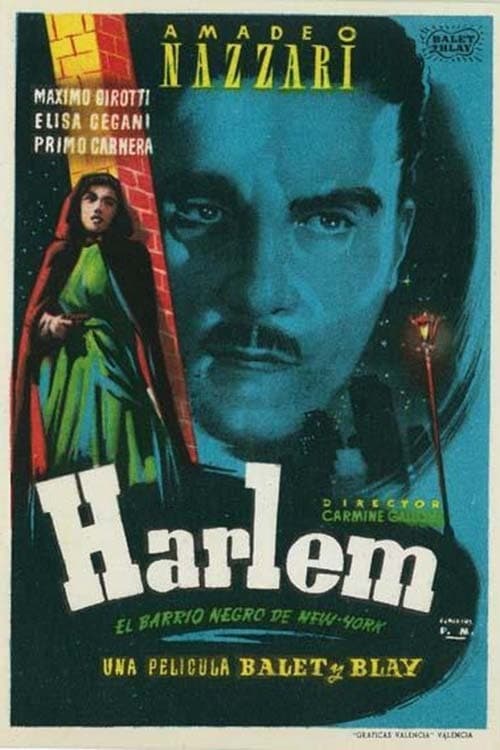 AMADEO
NAZZARI
BALET
Y BLAY
MAXIMO GIROTTI
ELISA CEGANI
PRIMO CARNERA
DIRECTOR
CARMINE
Harlem
EL BARRIO NEGRO DE NEW-YORK
P. M.
UNA PELICULA BALET y BLAY
"GRAFICAS VALENCIA" VALENCIA